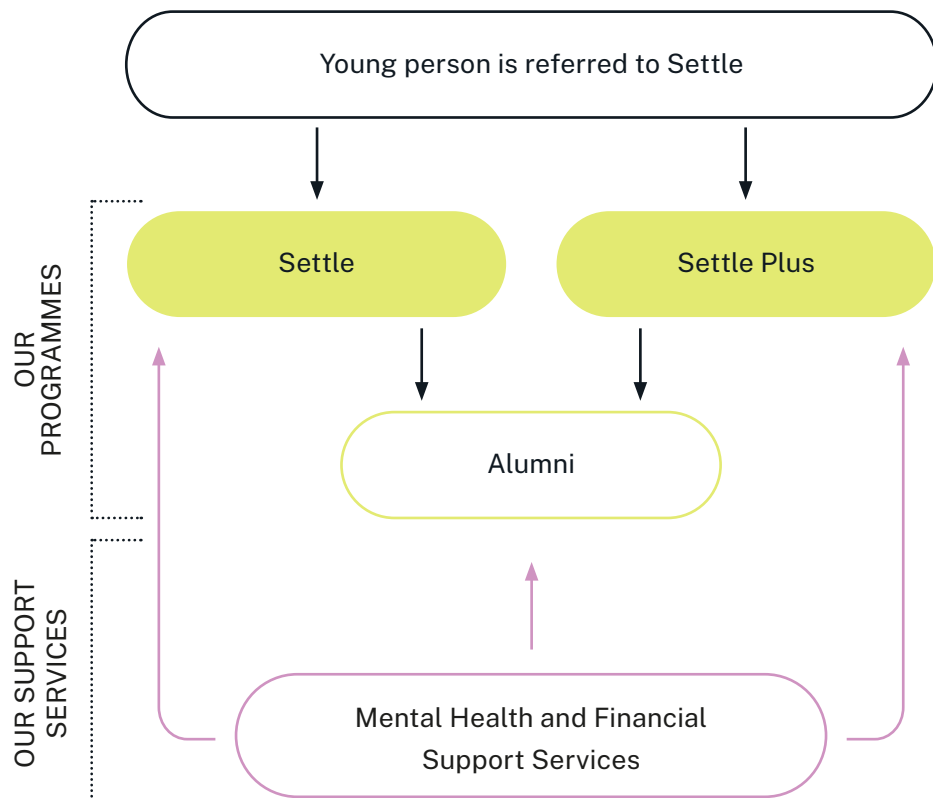 Young person is referred to Settle
OUR
PROGRAMMES
Settle
Settle Plus
Alumni
OUR SUPPORT
SERVICES
Mental Health and Financial
Support Services